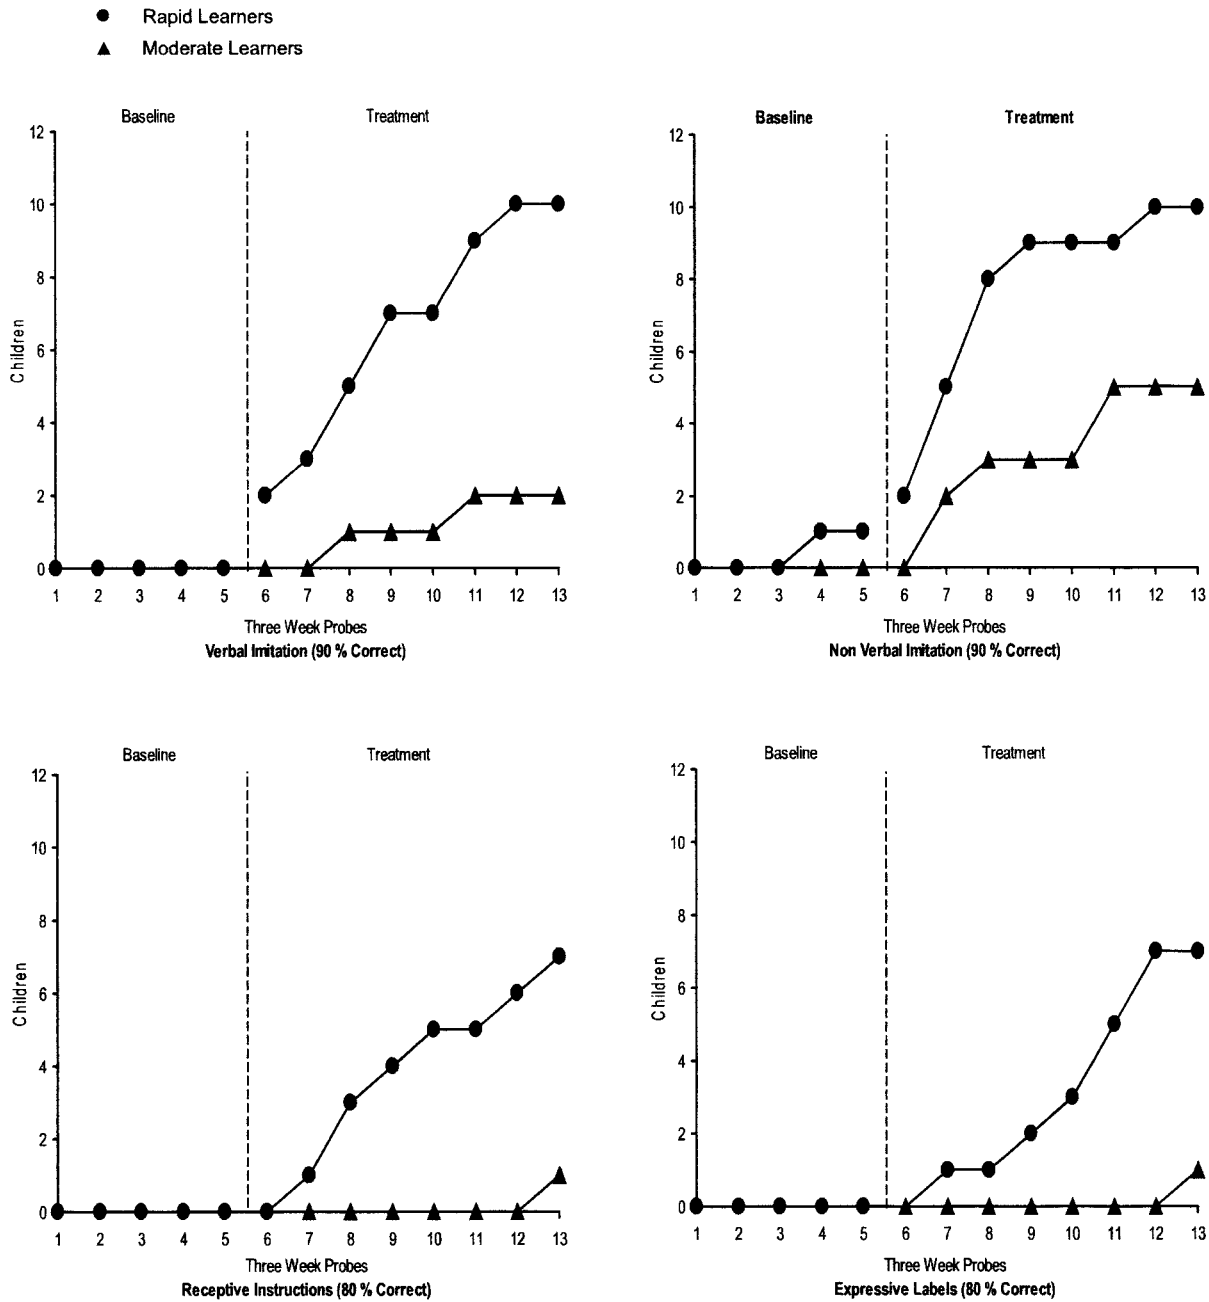 Rapid Learners
Moderate Learners
Baseline Treatment
12
10
8
6
4
2
0
Children
1 2 3 4 5 6 7 8 9 10 11 12 13
Three Week Probes
Verbal Imitation (90 % Correct)
Baseline Treatment
12
10
8
6
4
2
0
Children
1 2 3 4 5 6 7 8 9 10 11 12 13
Three Week Probes
Non Verbal Imitation (90 % Correct)
Baseline Treatment
12
10
8
6
4
2
0
Children
1 2 3 4 5 6 7 8 9 10 11 12 13
Three Week Probes
Receptive Instructions (80 % Correct)
Baseline Treatment
12
10
8
6
4
2
0
Children
1 2 3 4 5 6 7 8 9 10 11 12 13
Three Week Probes
Expressive Labels (80 % Correct)